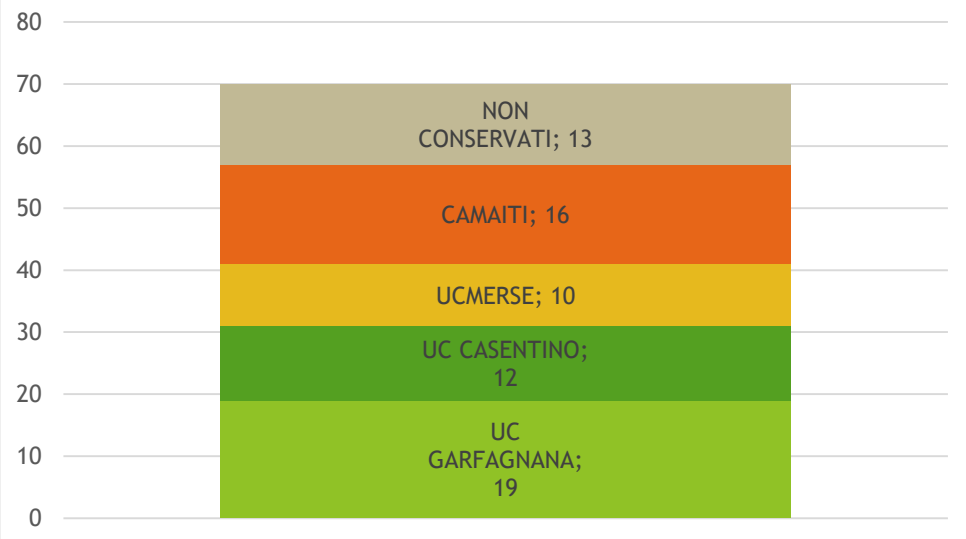 80
70
60
50
40
30
20
10
0
NON
CONSERVATI; 13
CAMAITI; 16
UCMERSE; 10
UC CASENTINO;
12
UC
GARFAGNANA;
19